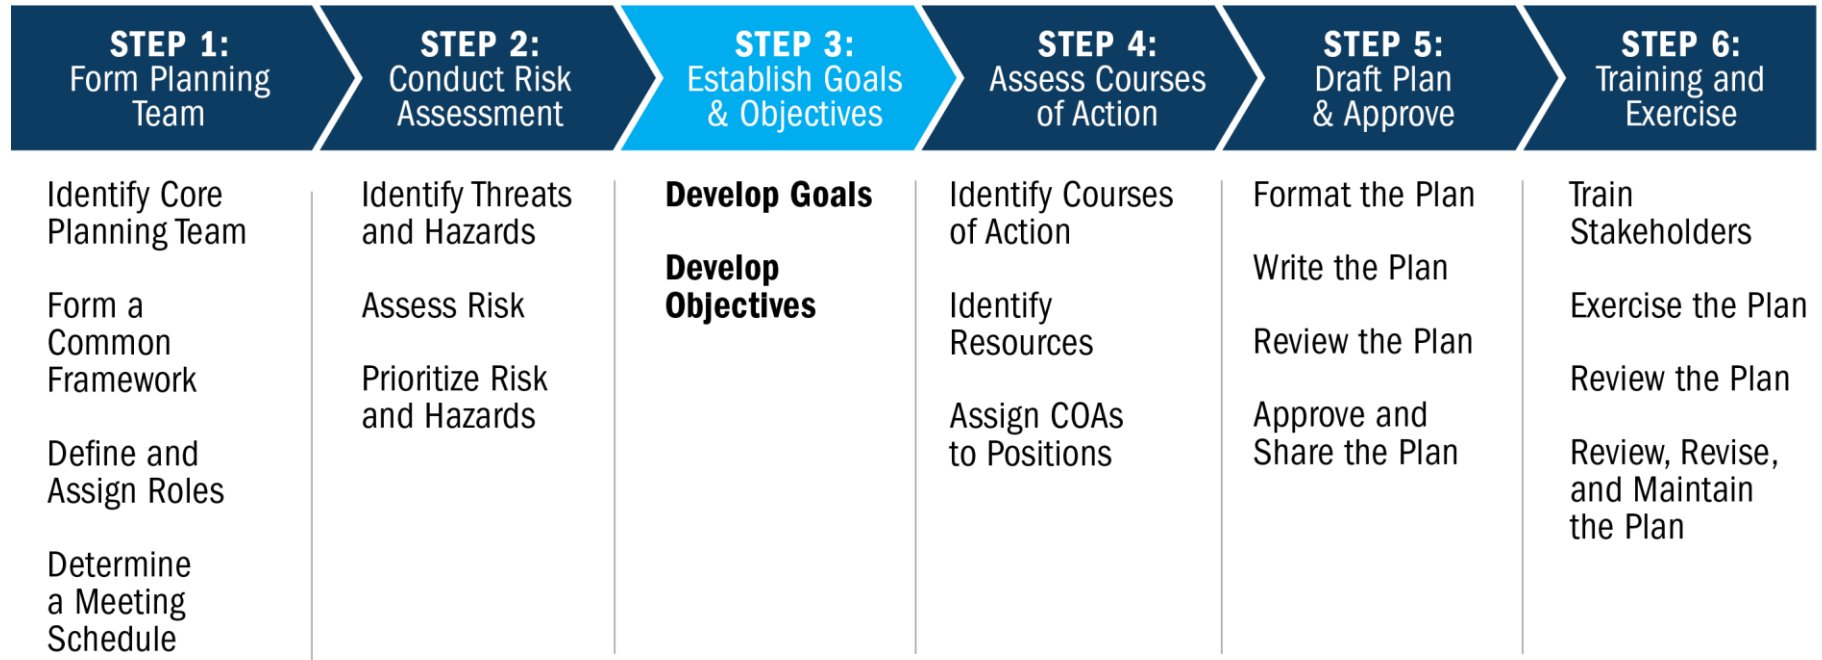 STEP 1:
Form Planning
Team
STEP 2:
Conduct Risk
Assessment
STEP 3:
Establish Goals
& Objectives
STEP 4:
Assess Courses
of Action
STEP 5:
Draft Plan
& Approve
STEP 6:
Training and
Exercise
Identify Core
Planning Team
Form a
Common
Framework
Define and
Assign Roles
Determine
a Meeting
Schedule
Identify Threats
and Hazards
Assess Risk
Prioritize Risk
and Hazards
Develop Goals
Develop
Objectives
Identify Courses
of Action
Identify
Resources
Assign COAs
to Positions
Format the Plan
Write the Plan
Review the Plan
Approve and
Share the Plan
Train
Stakeholders
Exercise the Plan
Review the Plan
Review, Revise,
and Maintain
the Plan